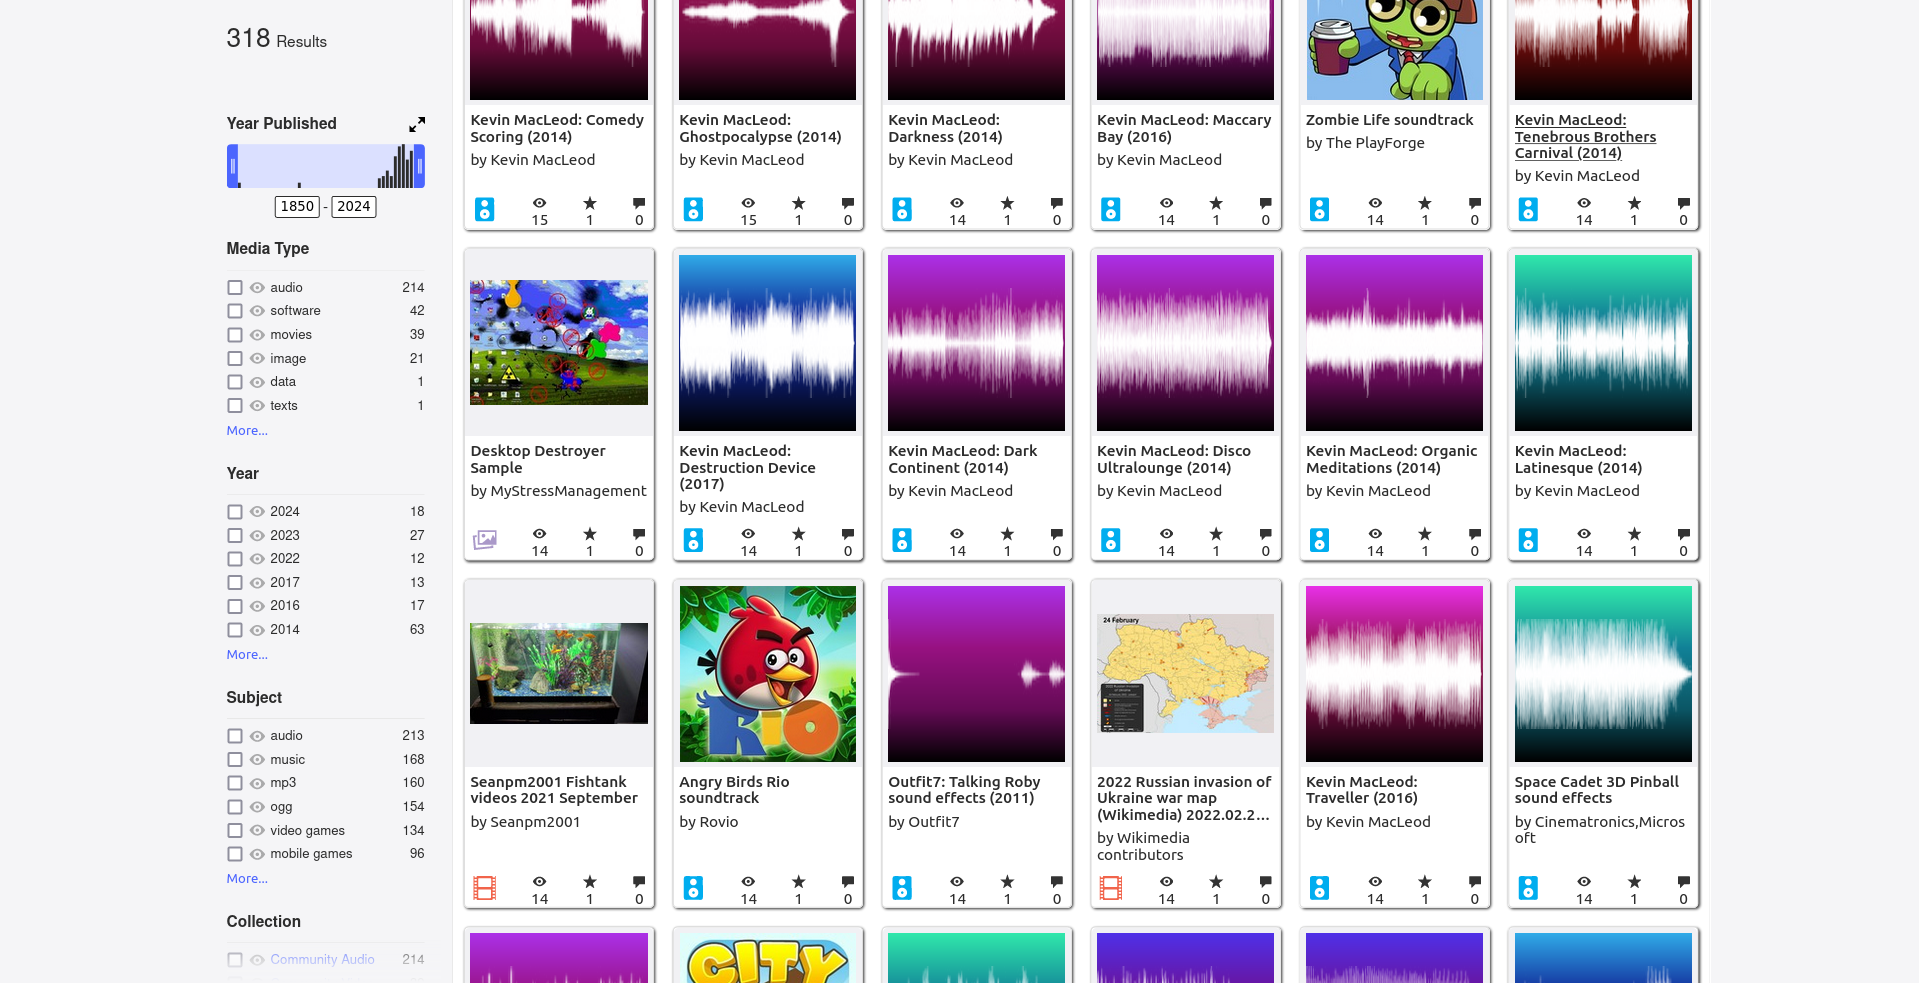 318 Results
Year Published
1850 - 2024
Media Type
audio 214
software 42
movies 39
image 21
data 1
texts 1
More...
Year
2024 18
2023 27
2022 12
2017 13
2016 17
2014 63
More...
Subject
audio 213
music 168
mp3 160
ogg 154
video games 134
mobile games 96
More...
Collection
Community Audio 214
Kevin MacLeod: Comedy
Scoring (2014)
by Kevin MacLeod
15 1 0
Kevin MacLeod:
Ghostpocalypse (2014)
by Kevin MacLeod
15 1 0
Kevin MacLeod:
Darkness (2014)
by Kevin MacLeod
14 1 0
Kevin MacLeod: Maccary
Bay (2016)
by Kevin MacLeod
14 1 0
Zombie Life soundtrack
by The PlayForge
14 1 0
Kevin MacLeod:
Tenebrous Brothers
Carnival (2014)
by Kevin MacLeod
14 1 0
Desktop Destroyer
Sample
by MyStressManagement
14 1 0
Kevin MacLeod:
Destruction Device
(2017)
by Kevin MacLeod
14 1 0
Kevin MacLeod: Dark
Continent (2014)
by Kevin MacLeod
14 1 0
Kevin MacLeod: Disco
Ultralounge (2014)
by Kevin MacLeod
14 1 0
Kevin MacLeod: Organic
Meditations (2014)
by Kevin MacLeod
14 1 0
Kevin MacLeod:
Latinesque (2014)
by Kevin MacLeod
14 1 0
Seanpm2001 Fishtank
videos 2021 September
by Seanpm2001
14 1 0
RIO
Angry Birds Rio
soundtrack
by Rovio
14 1 0
Outfit7: Talking Roby
sound effects (2011)
by Outfit7
14 1 0
24 February
2022 Russian invasion of
Ukraine war map
(Wikimedia) 2022.02.2...
by Wikimedia
contributors
14 1 0
Kevin MacLeod:
Traveller (2016)
by Kevin MacLeod
14 1 0
Space Cadet 3D Pinball
sound effects
by Cinematronics,Micros
oft
14 1 0
CITY